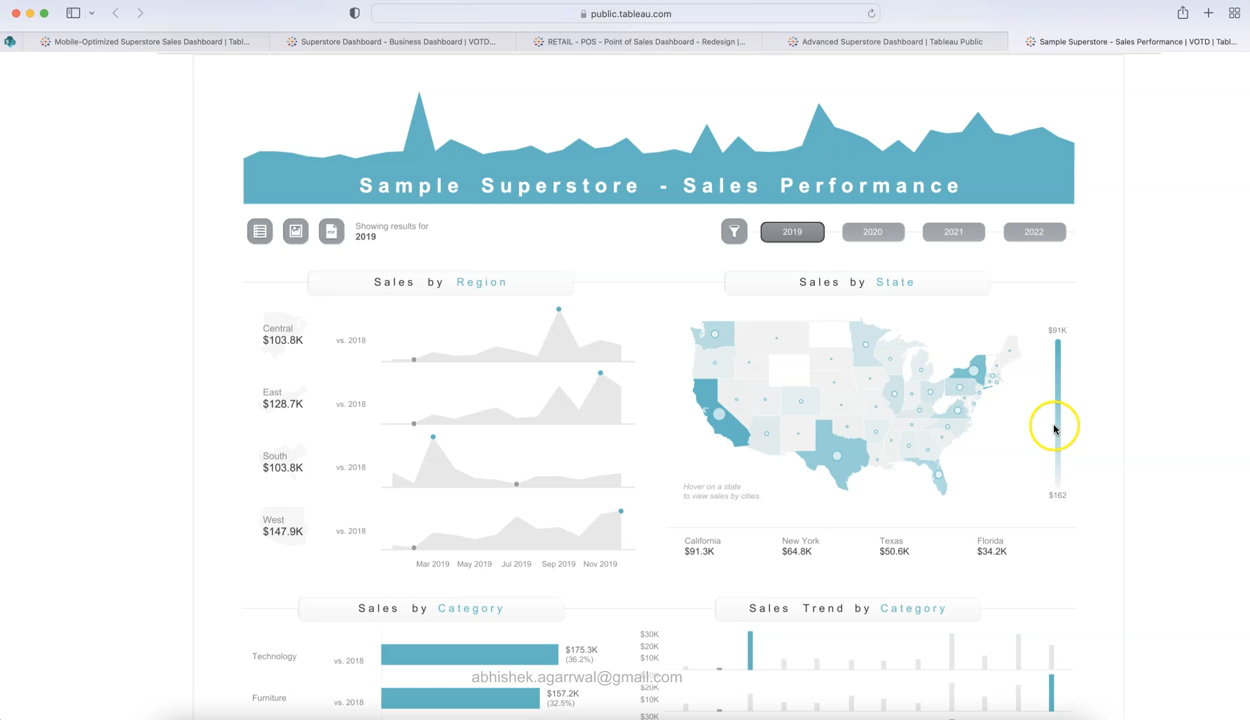 public.tableau.com
Mobile-Optimized Superstore Sales Dashboard | Tabl...
Superstore Dashboard - Business Dashboard | VOTD...
RETAIL - POS - Point of Sales Dashboard - Redesign |...
Advanced Superstore Dashboard | Tableau Public
Sample Superstore - Sales Performance | VOTD | Tabl...
Sample Superstore - Sales Performance
Showing results for
2019
2019 2020 2021 2022
Sales by Region
Central
$103.8K
vs. 2018
East
$128.7K
vs. 2018
South
$103.8K
vs. 2018
West
$147.9K
vs. 2018
Mar 2019 May 2019 Jul 2019 Sep 2019 Nov 2019
Sales by State
$91K
$162
Hover on a state
to view sales by cities.
California New York Texas Florida
$91.3K $64.8K $50.6K $34.2K
Sales by Category
Technology
vs. 2018
$175.3K
(36.2%)
Furniture
vs. 2018
$157.2K
(32.5%)
Sales Trend by Category
$30K
$20K
$10K
$20K
$10K
$30K
abhishek.agarrwal@gmail.com